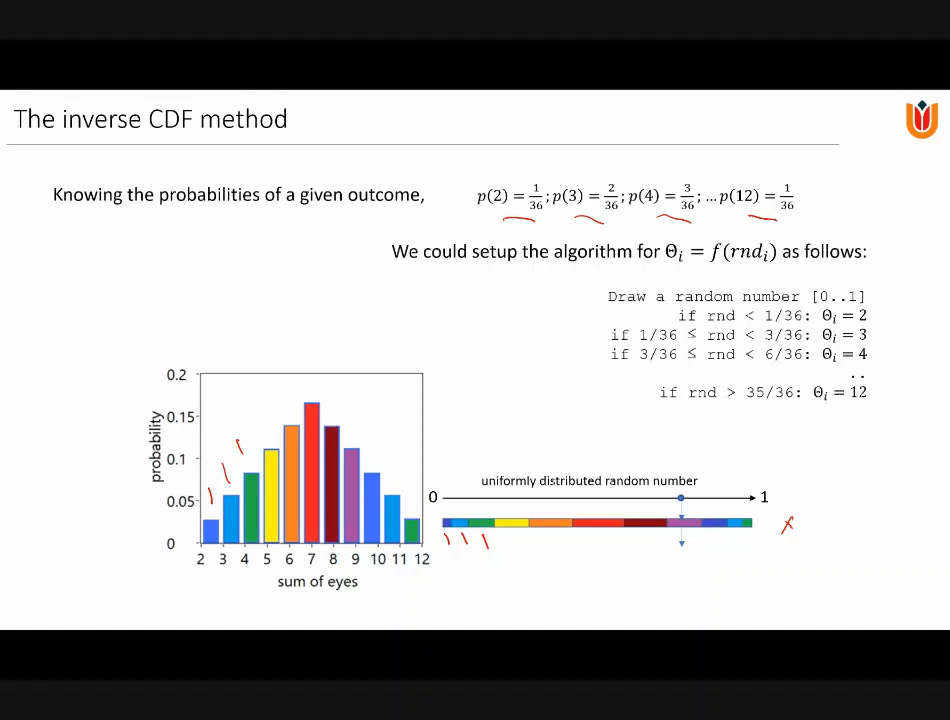 The inverse CDF method
Knowing the probabilities of a given outcome, p(2) = 1/36; p(3) = 2/36; p(4) = 3/36; … p(12) = 1/36
We could setup the algorithm for Θᵢ = f(rndᵢ) as follows:
Draw a random number [0..1]
if rnd < 1/36: Θᵢ = 2
if 1/36 ≤ rnd < 3/36: Θᵢ = 3
if 3/36 ≤ rnd < 6/36: Θᵢ = 4
..
if rnd > 35/36: Θᵢ = 12
probability
0.2
0.15
0.1
0.05
0
2 3 4 5 6 7 8 9 10 11 12
sum of eyes
uniformly distributed random number
0 1